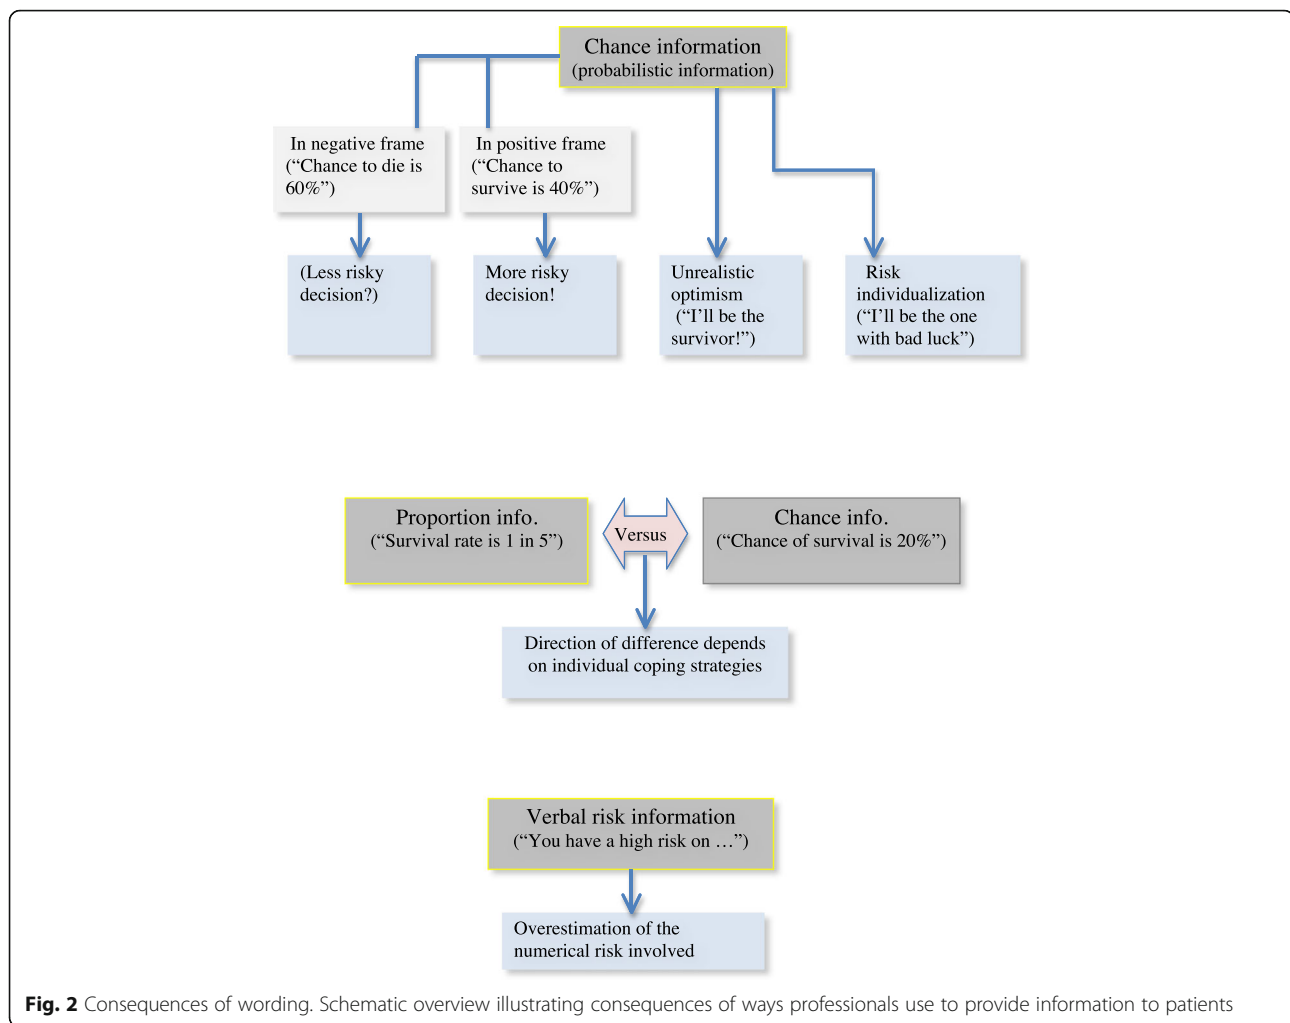 Chance information
(probabilistic information)
In negative frame
(“Chance to die is
60%”)
In positive frame
(“Chance to
survive is 40%”)
(Less risky
decision?)
More risky
decision!
Unrealistic
optimism
(“I’ll be the
survivor!”)
Risk
individualization
(“I’ll be the one
with bad luck”)
Proportion info.
(“Survival rate is 1 in 5”)
Versus
Chance info.
(“Chance of survival is 20%”)
Direction of difference depends
on individual coping strategies
Verbal risk information
(“You have a high risk on …”)
Overestimation of the
numerical risk involved
Fig. 2 Consequences of wording. Schematic overview illustrating consequences of ways professionals use to provide information to patients